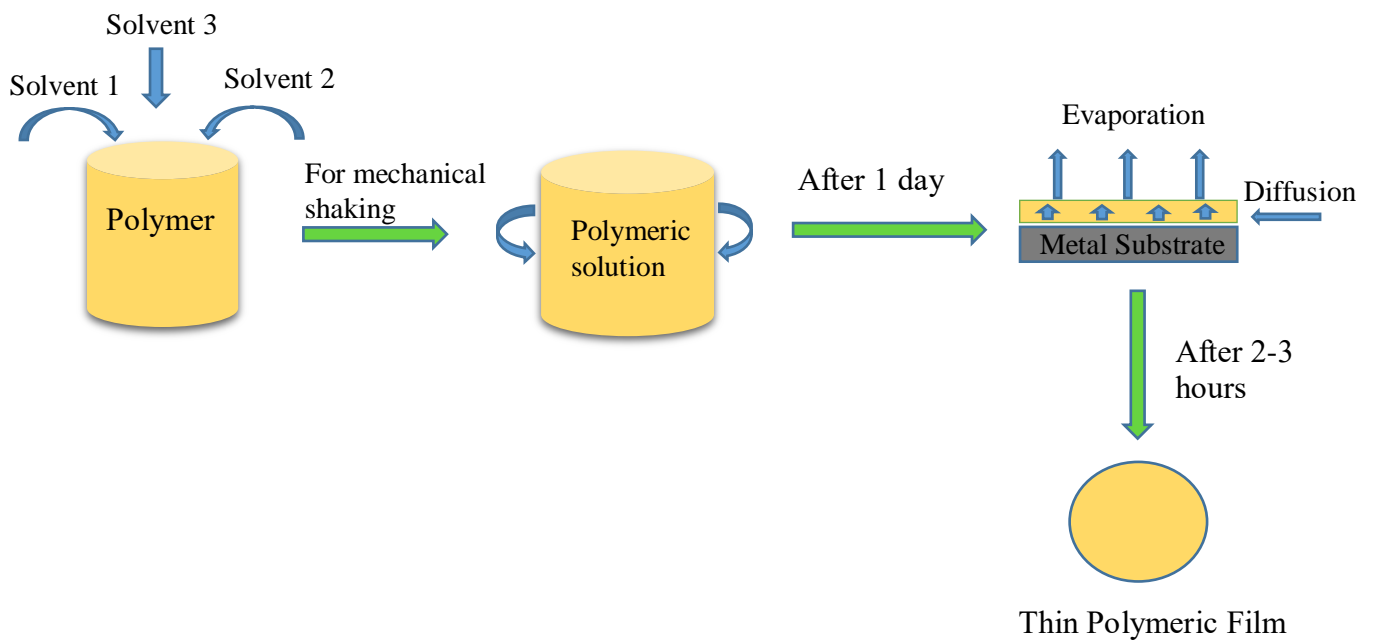 Solvent 3
Solvent 1
Solvent 2
Polymer
For mechanical
shaking
Polymeric
solution
After 1 day
Evaporation
Diffusion
Metal Substrate
After 2-3
hours
Thin Polymeric Film